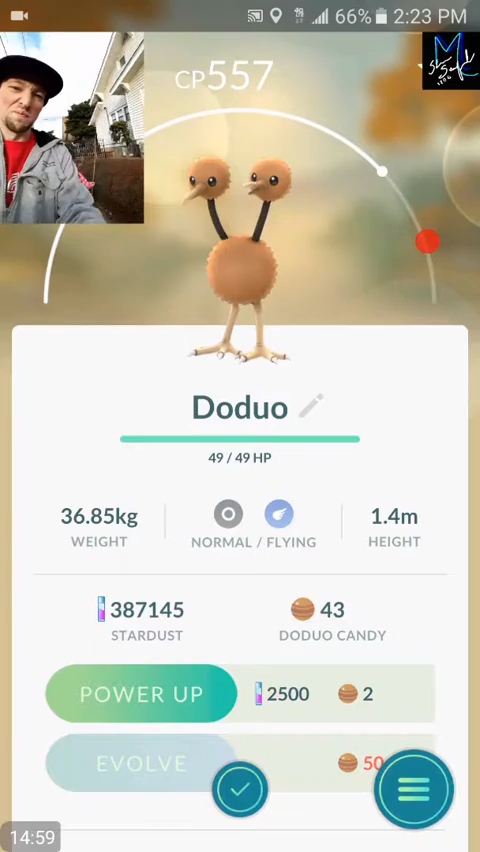 66% 2:23 PM
CP557
Doduo
49 / 49 HP
36.85kg
WEIGHT
NORMAL / FLYING
1.4m
HEIGHT
387145
STARDUST
43
DODUO CANDY
POWER UP 2500 2
EVOLVE 50
14:59